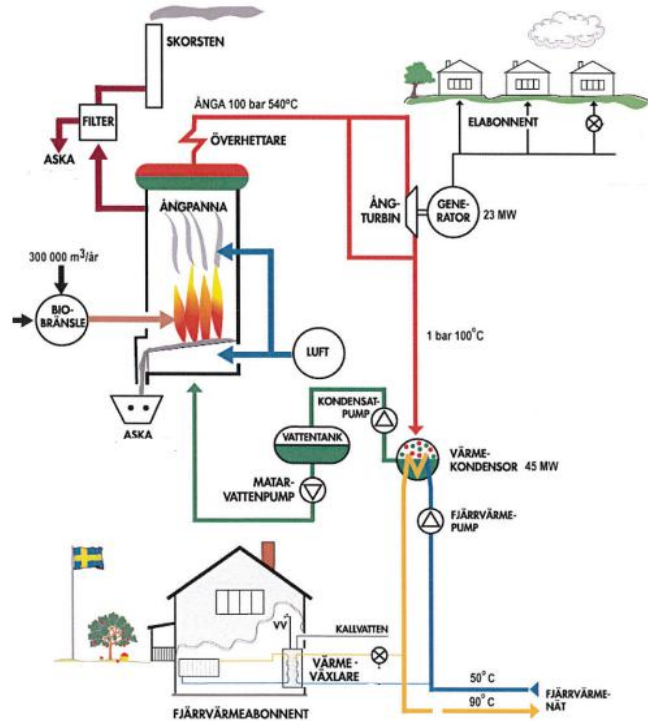 SKORSTEN
ÅNGA 100 bar 540°C
ELABONNENT
FILTER
ÖVERHETTARE
ASKA
ÅNGPANNA
ÅNG-
TURBIN
GENE-
RATOR
23 MW
300 000 m³/år
BIO-
BRÄNSLE
1 bar 100°C
LUFT
KONDENSAT-
PUMP
ASKA
VATTENTANK
VÄRME-
KONDENSOR 45 MW
MATAR-
VATTENPUMP
FJÄRRVÄRME-
PUMP
VV
KALLVATTEN
VÄRME-
VÄXLARE
50° C
90° C
FJÄRRVÄRME-
NÄT
FJÄRRVÄRMEABONNENT